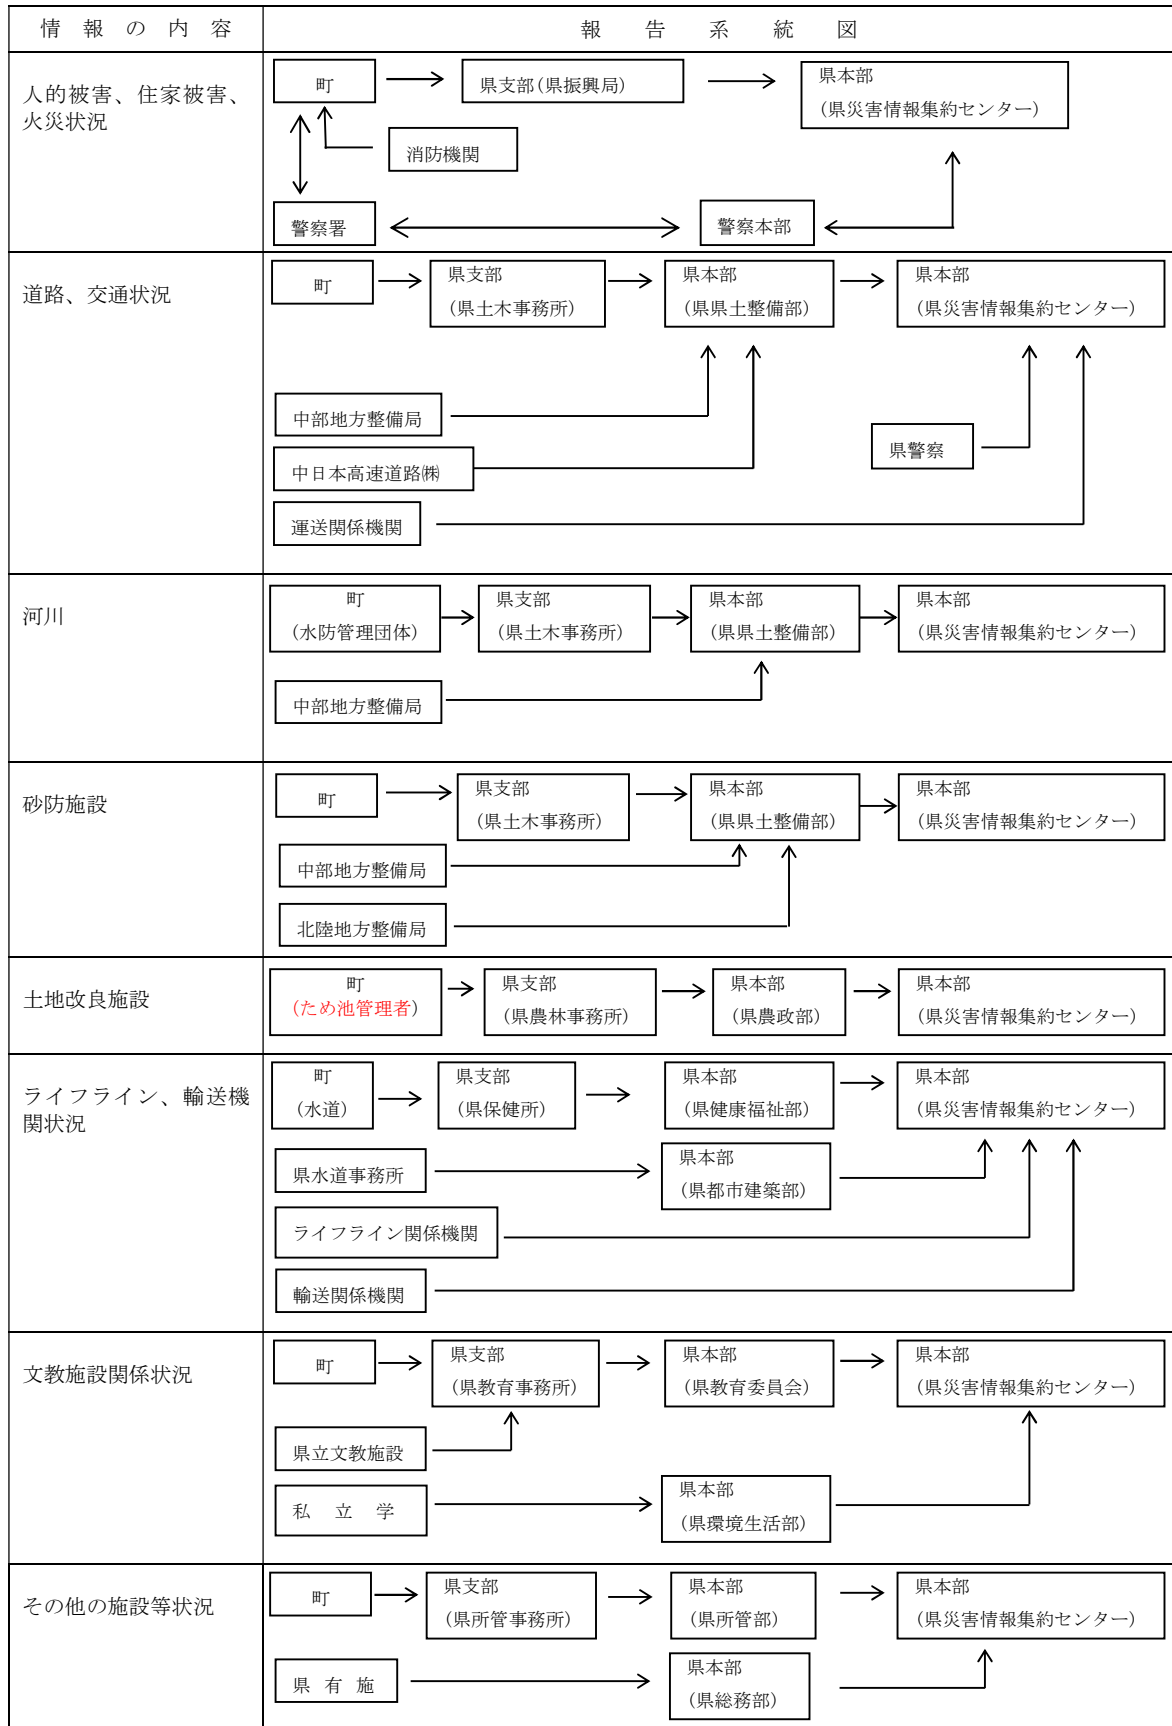 情報の内容
報告系統図
人的被害、住家被害、
火災状況
町
県支部(県振興局)
県本部
(県災害情報集約センター)
消防機関
警察署
警察本部
道路、交通状況
町
県支部
(県土木事務所)
県本部
(県県土整備部)
県本部
(県災害情報集約センター)
中部地方整備局
県警察
中日本高速道路㈱
運送関係機関
河川
町
(水防管理団体)
県支部
(県土木事務所)
県本部
(県県土整備部)
県本部
(県災害情報集約センター)
中部地方整備局
砂防施設
町
県支部
(県土木事務所)
県本部
(県県土整備部)
県本部
(県災害情報集約センター)
中部地方整備局
北陸地方整備局
土地改良施設
町
(ため池管理者)
県支部
(県農林事務所)
県本部
(県農政部)
県本部
(県災害情報集約センター)
ライフライン、輸送機
関状況
町
(水道)
県支部
(県保健所)
県本部
(県健康福祉部)
県本部
(県災害情報集約センター)
県水道事務所
県本部
(県都市建築部)
ライフライン関係機関
輸送関係機関
文教施設関係状況
町
県支部
(県教育事務所)
県本部
(県教育委員会)
県本部
(県災害情報集約センター)
県立文教施設
私立学
県本部
(県環境生活部)
その他の施設等状況
町
県支部
(県所管事務所)
県本部
(県所管部)
県本部
(県災害情報集約センター)
県有施
県本部
(県総務部)